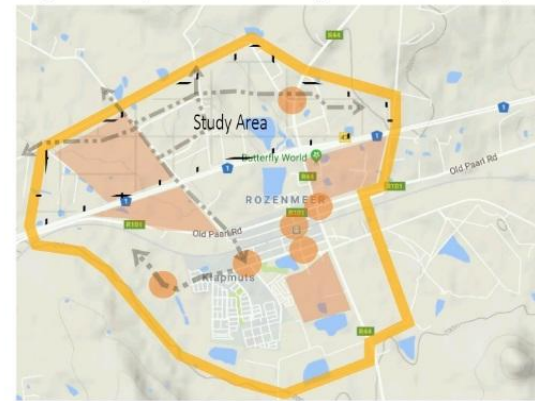 R44
Study Area
1
Butterfly World
1
1
R44
R101
Old Paarl Rd
ROZENMEER
1
R101
R101
Old Paarl Rd
Klapmuts
R44